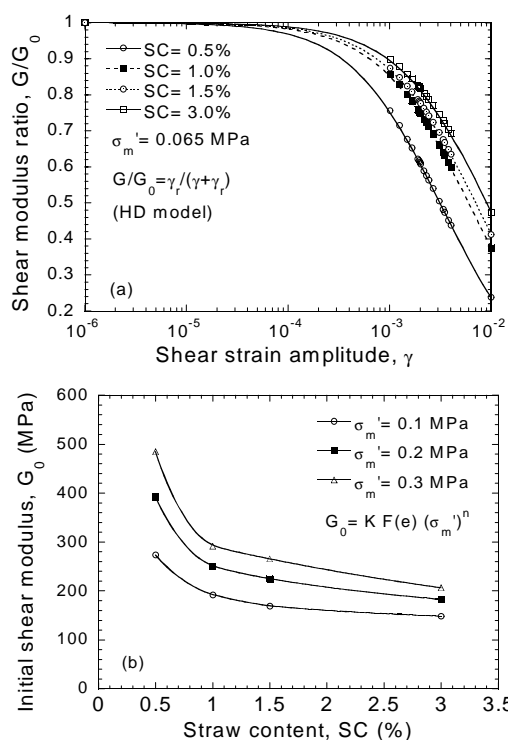 1
0.9
0.8
0.7
0.6
0.5
0.4
0.3
0.2
Shear modulus ratio, G/G₀
SC= 0.5%
SC= 1.0%
SC= 1.5%
SC= 3.0%
σₘ'= 0.065 MPa
G/G₀=γᵣ/(γ+γᵣ)
(HD model)
(a)
10⁻⁶ 10⁻⁵ 10⁻⁴ 10⁻³ 10⁻²
Shear strain amplitude, γ
600
500
400
300
200
100
0
Initial shear modulus, G₀ (MPa)
σₘ'= 0.1 MPa
σₘ'= 0.2 MPa
σₘ'= 0.3 MPa
G₀= K F(e) (σₘ')ⁿ
(b)
0 0.5 1 1.5 2 2.5 3 3.5
Straw content, SC (%)